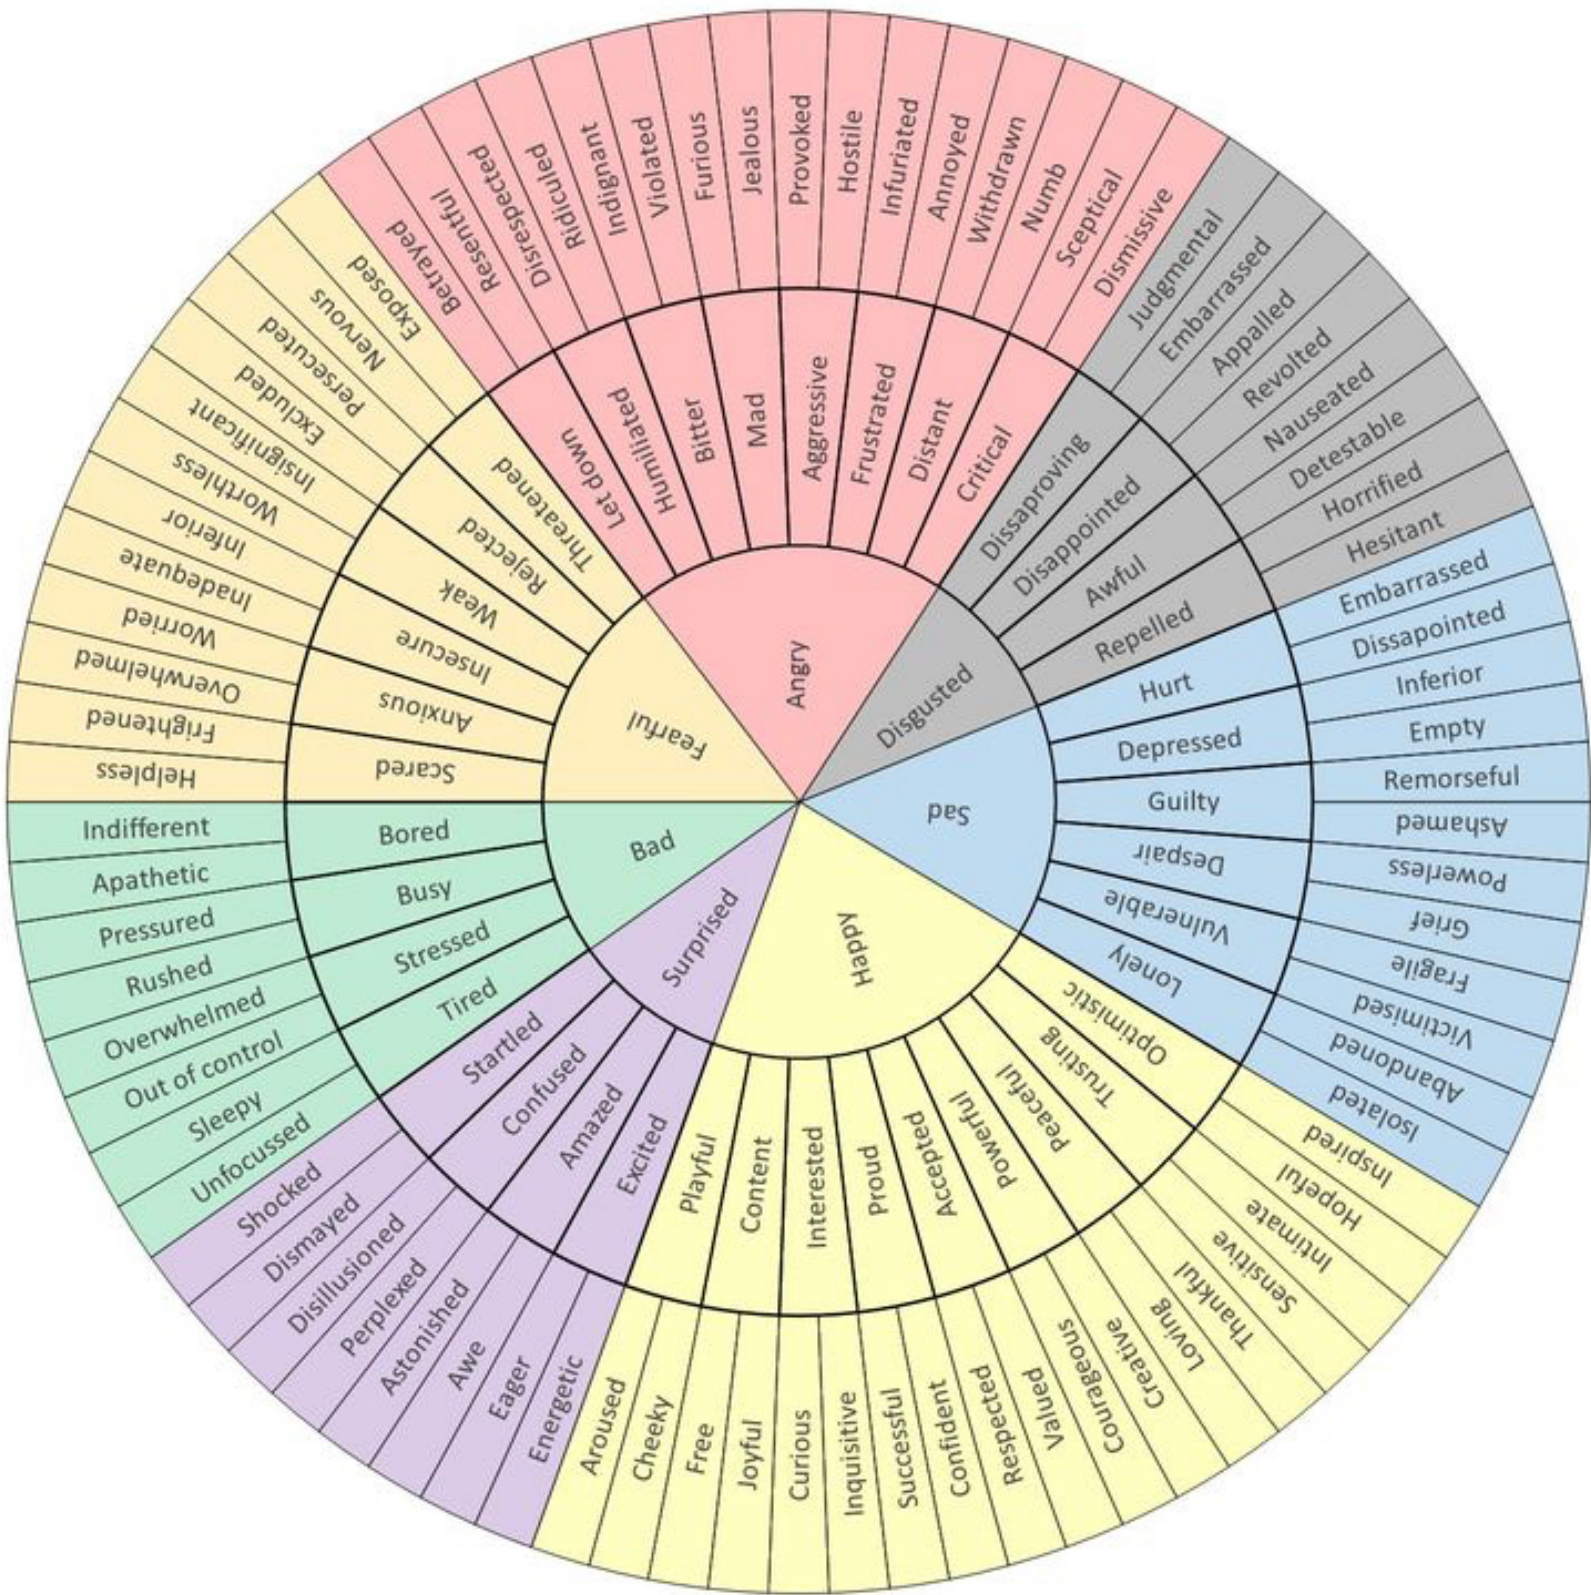 Angry
Disgusted
Sad
Happy
Surprised
Bad
Fearful
Let down
Humiliated
Bitter
Mad
Aggressive
Frustrated
Distant
Critical
Dissaproving
Disappointed
Awful
Repelled
Hurt
Depressed
Guilty
Despair
Vulnerable
Lonely
Optimistic
Trusting
Peaceful
Powerful
Accepted
Proud
Interested
Content
Playful
Excited
Amazed
Confused
Startled
Tired
Stressed
Busy
Bored
Scared
Anxious
Insecure
Weak
Rejected
Threatened
Betrayed
Resentful
Disrespected
Ridiculed
Indignant
Violated
Furious
Jealous
Provoked
Hostile
Infuriated
Annoyed
Withdrawn
Numb
Sceptical
Dismissive
Judgmental
Embarrassed
Appalled
Revolted
Nauseated
Detestable
Horrified
Hesitant
Embarrassed
Dissapointed
Inferior
Empty
Remorseful
Ashamed
Powerless
Grief
Fragile
Victimised
Abandoned
Isolated
Inspired
Hopeful
Intimate
Sensitive
Thankful
Loving
Creative
Courageous
Valued
Respected
Confident
Successful
Inquisitive
Curious
Joyful
Free
Cheeky
Aroused
Energetic
Eager
Awe
Astonished
Perplexed
Disillusioned
Dismayed
Shocked
Unfocussed
Sleepy
Out of control
Overwhelmed
Rushed
Pressured
Apathetic
Indifferent
Helpless
Frightened
Overwhelmed
Worried
Inadequate
Inferior
Worthless
Insignificant
Excluded
Persecuted
Nervous
Exposed